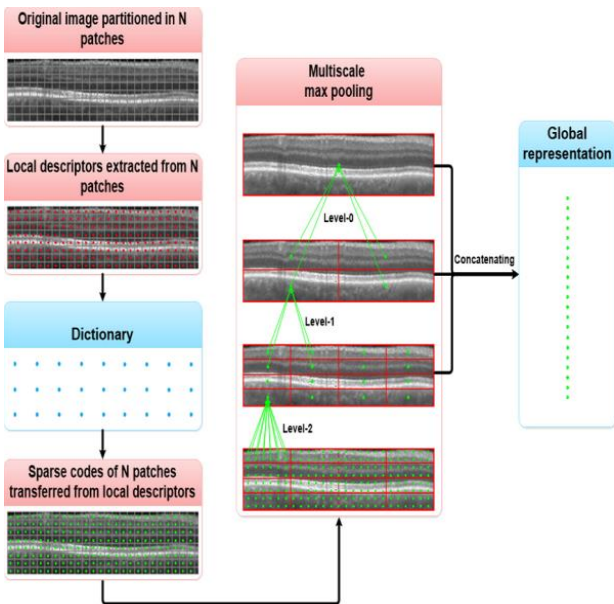 Original image partitioned in N
patches
Local descriptors extracted from N
patches
Dictionary
Sparse codes of N patches
transferred from local descriptors
Multiscale
max pooling
Level-0
Level-1
Level-2
Concatenating
Global
representation